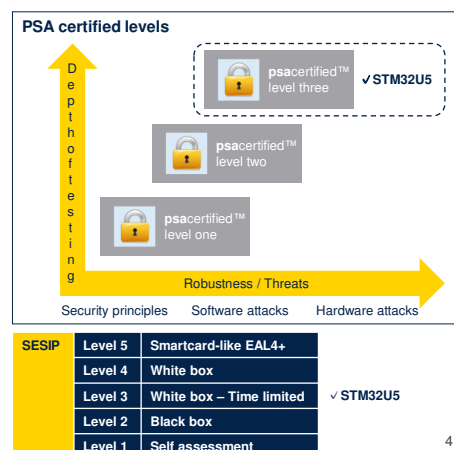 PSA certified levels
Depth of testing
psacertified™
level three
✓STM32U5
psacertified™
level two
psacertified™
level one
Robustness / Threats
Security principles Software attacks Hardware attacks
SESIP Level 5 Smartcard-like EAL4+
Level 4 White box
Level 3 White box – Time limited ✓STM32U5
Level 2 Black box
Level 1 Self assessment
4